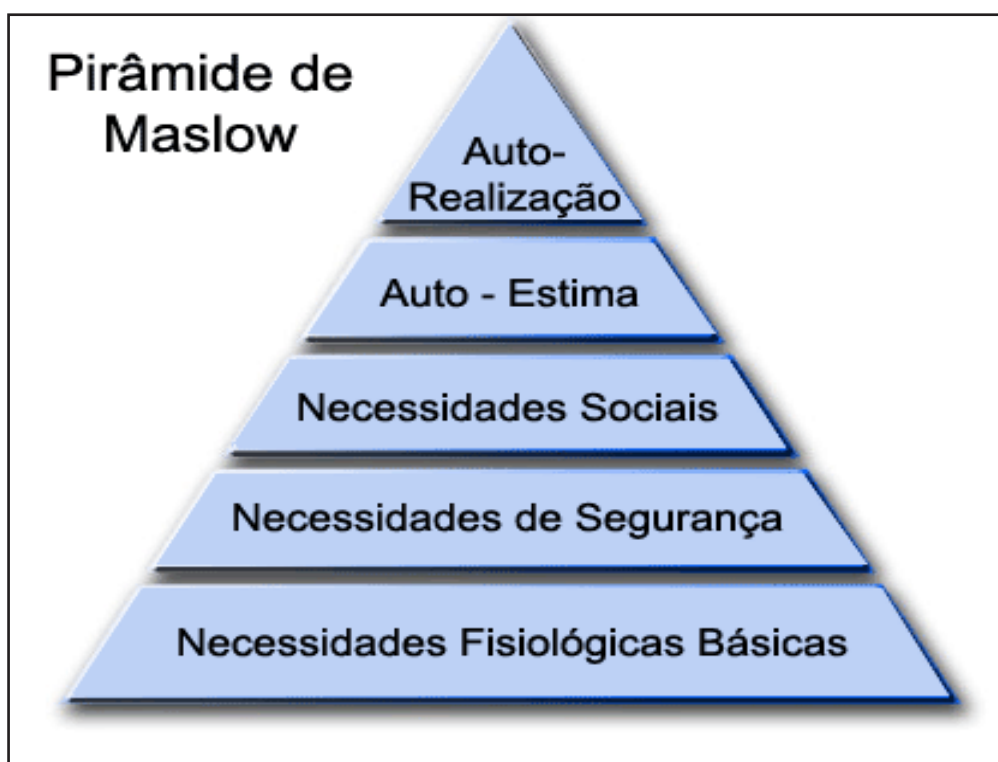 Pirâmide de
Maslow
Auto-
Realização
Auto - Estima
Necessidades Sociais
Necessidades de Segurança
Necessidades Fisiológicas Básicas